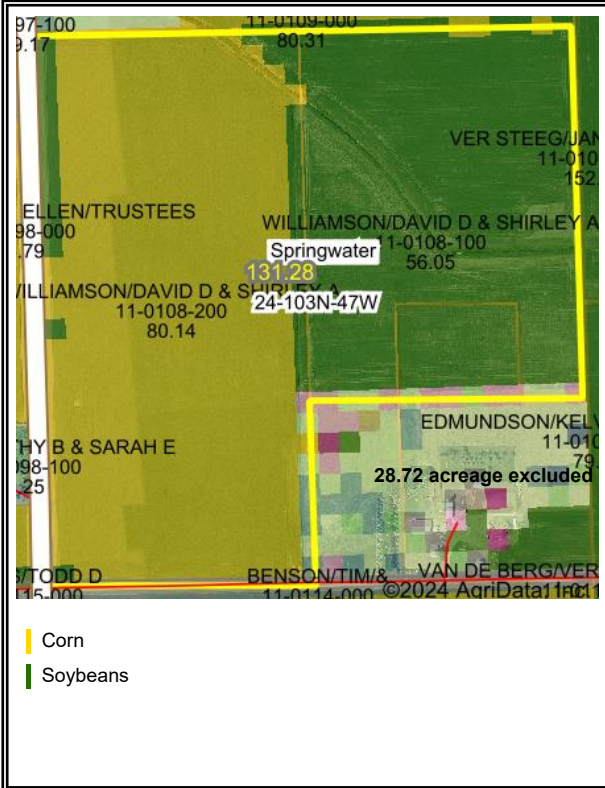 97-100
9.17
11-0109-000
80.31
VER STEEG/JAN
11-010
152.
ELLEN/TRUSTEES
98-000
.79
WILLIAMSON/DAVID D & SHIRLEY A
11-0108-100
56.05
Springwater
131.28
24-103N-47W
WILLIAMSON/DAVID D & SHIRLEY A
11-0108-200
80.14
EDMUNDSON/KELV
11-010
79.
28.72 acreage excluded
HY B & SARAH E
098-100
25
/TODD D
115-000
BENSON/TIM/&
11-0114-000
VAN DE BERG/VER
©2024 AgriData, Inc.
Corn
Soybeans